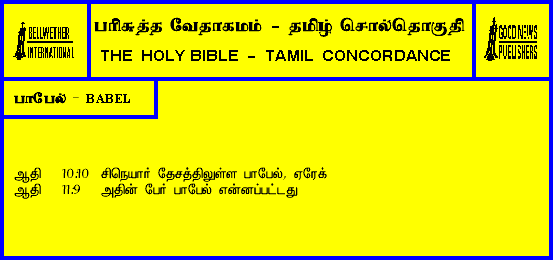 BELLWETHER
INTERNATIONAL
பரிசுத்த வேதாகமம் - தமிழ் சொல்தொகுதி
THE HOLY BIBLE - TAMIL CONCORDANCE
GOOD NEWS
PUBLISHERS
பாபேல் - BABEL
ஆதி 10:10 சிநெயார் தேசத்திலுள்ள பாபேல், ஏரேக்
ஆதி 11:9 அதின் பேர் பாபேல் என்னப்பட்டது